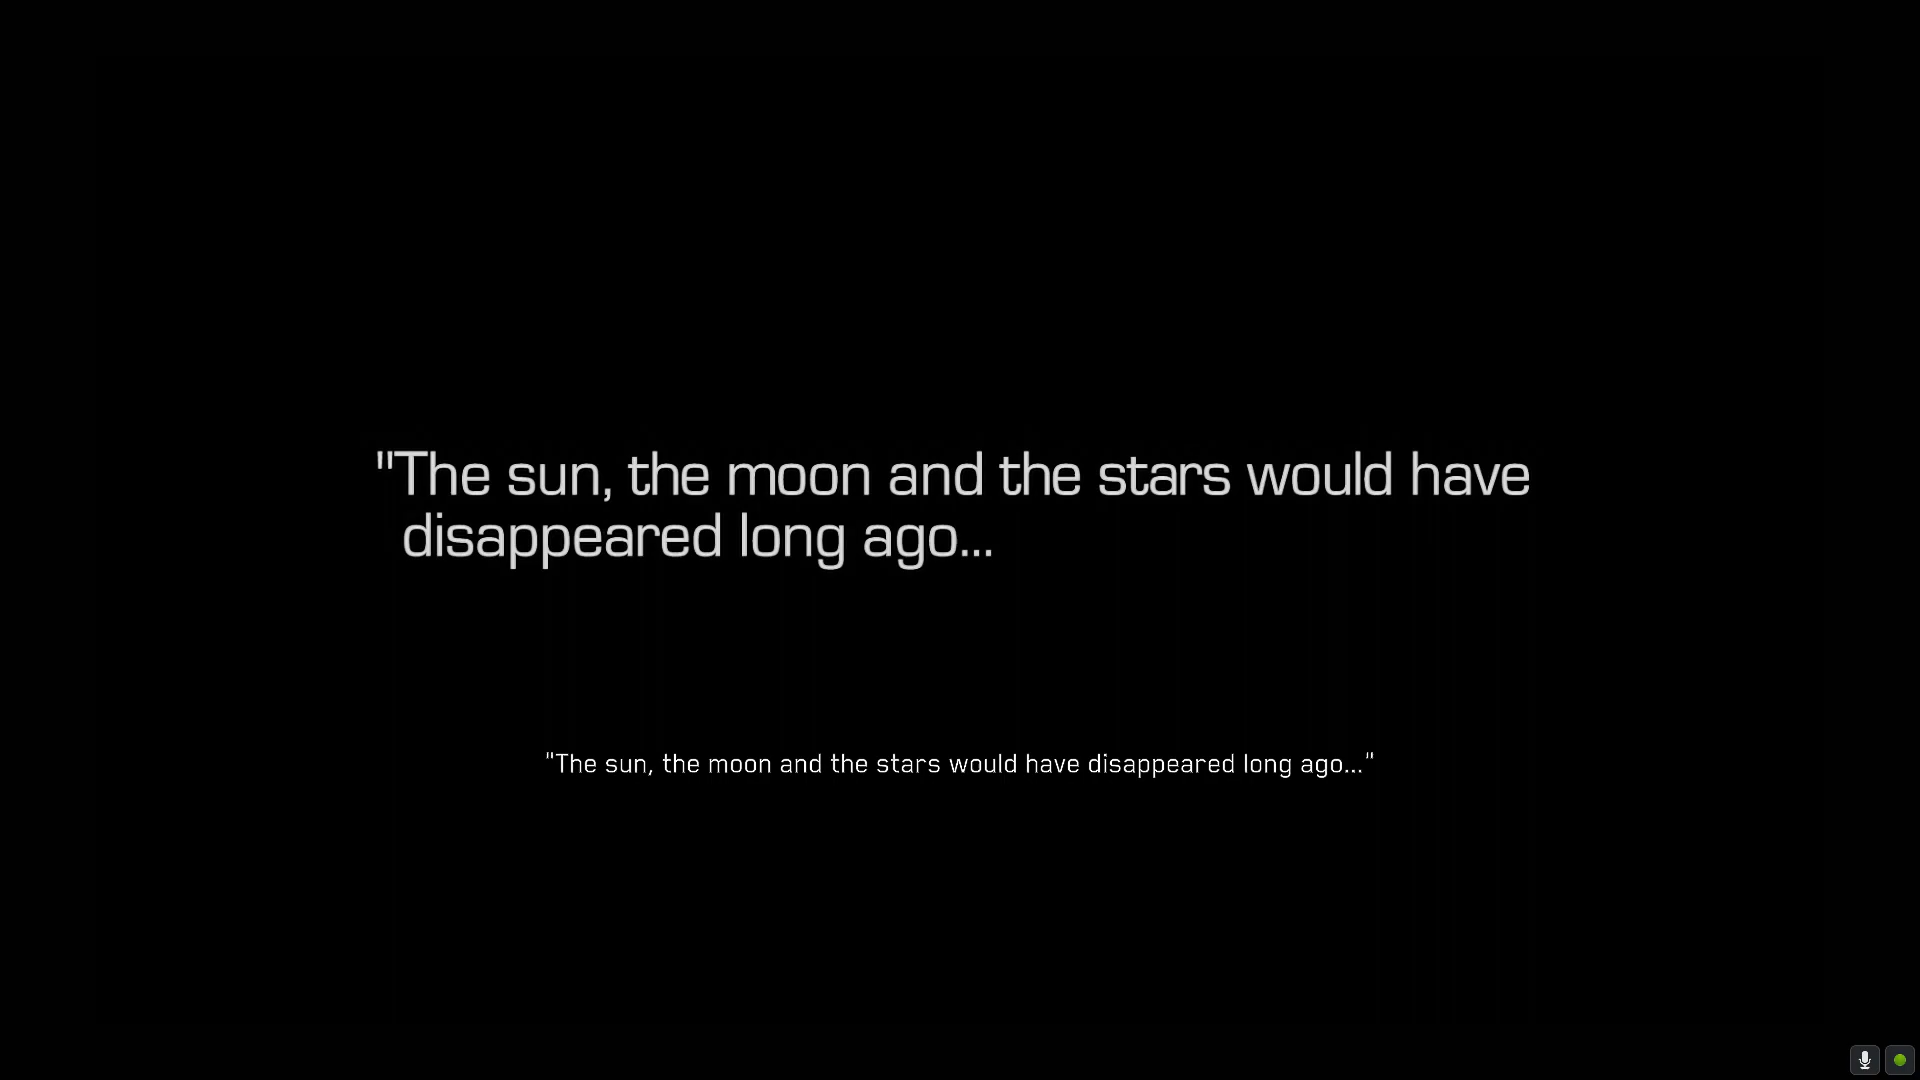 "The sun, the moon and the stars would have
disappeared long ago...
"The sun, the moon and the stars would have disappeared long ago..."